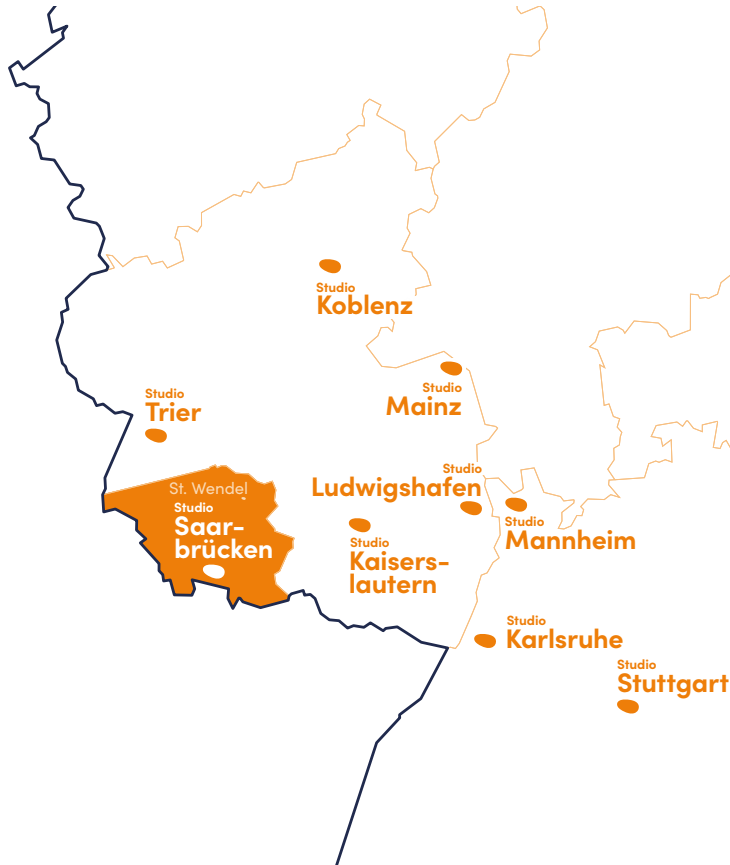 Studio
Koblenz
Studio
Mainz
Studio
Trier
Studio
Ludwigshafen
St. Wendel
Studio
Saar-
brücken
Studio
Mannheim
Studio
Kaisers-
lautern
Studio
Karlsruhe
Studio
Stuttgart